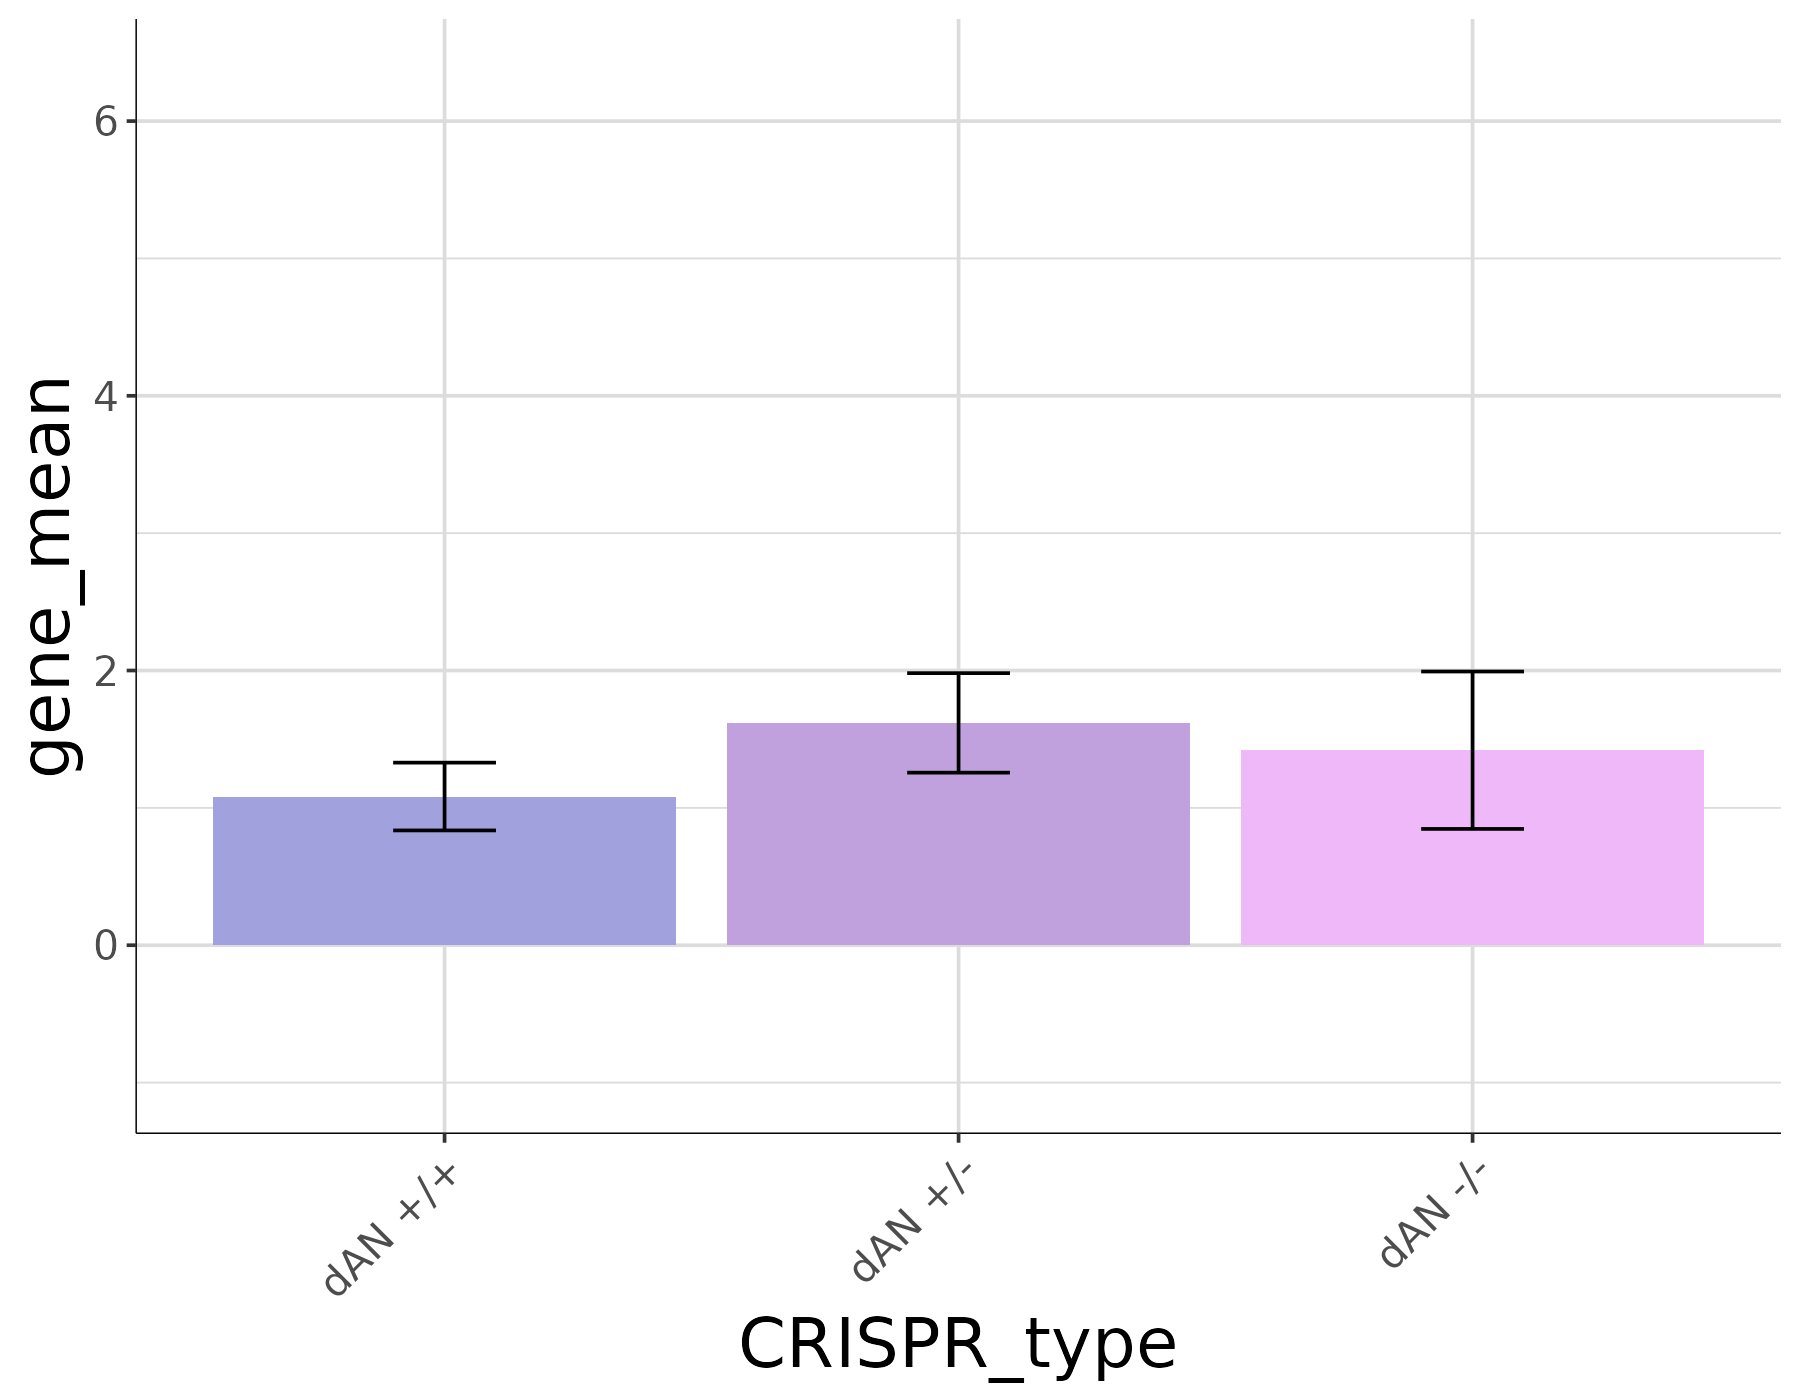 gene_mean
6
4
2
0
dAN +/+
dAN +/-
dAN -/-
CRISPR_type